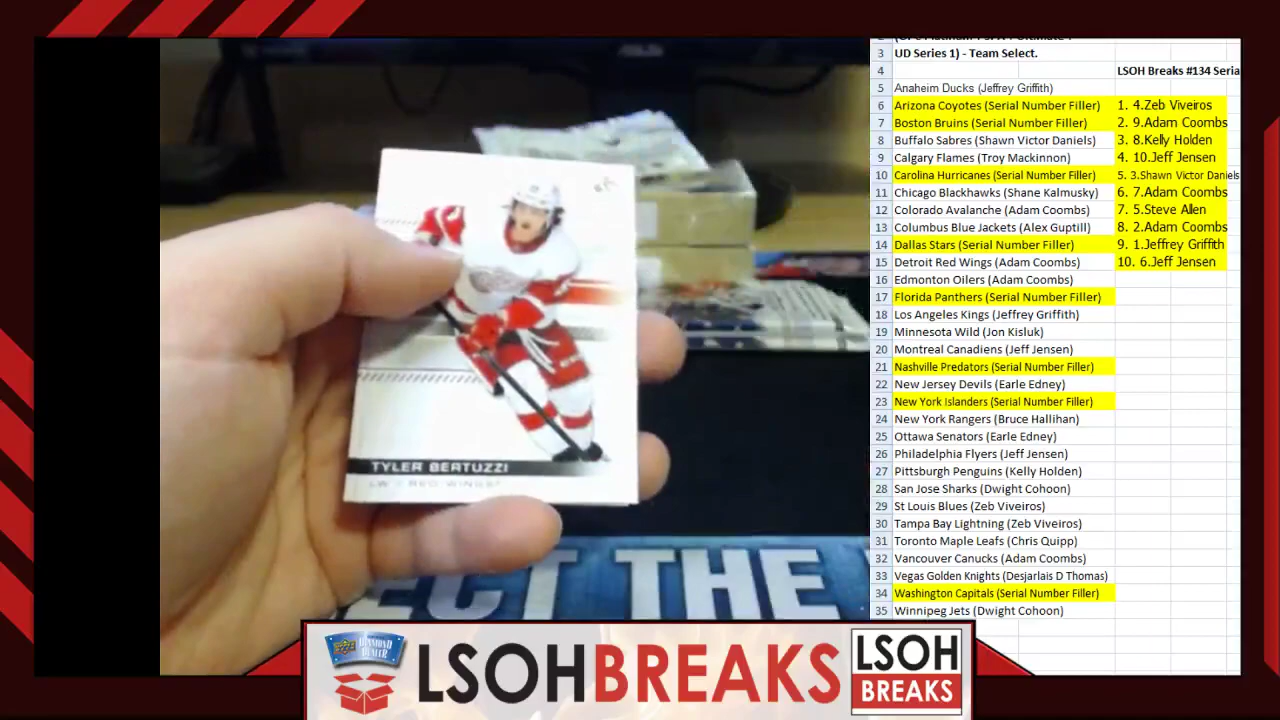 3 UD Series 1) - Team Select.
4 LSOH Breaks #134 Seria
5 Anaheim Ducks (Jeffrey Griffith)
6 Arizona Coyotes (Serial Number Filler) 1. 4.Zeb Viveiros
7 Boston Bruins (Serial Number Filler) 2. 9.Adam Coombs
8 Buffalo Sabres (Shawn Victor Daniels) 3. 8.Kelly Holden
9 Calgary Flames (Troy Mackinnon) 4. 10.Jeff Jensen
10 Carolina Hurricanes (Serial Number Filler) 5. 3.Shawn Victor Daniels
11 Chicago Blackhawks (Shane Kalmusky) 6. 7.Adam Coombs
12 Colorado Avalanche (Adam Coombs) 7. 5.Steve Allen
13 Columbus Blue Jackets (Alex Guptill) 8. 2.Adam Coombs
14 Dallas Stars (Serial Number Filler) 9. 1.Jeffrey Griffith
15 Detroit Red Wings (Adam Coombs) 10. 6.Jeff Jensen
16 Edmonton Oilers (Adam Coombs)
17 Florida Panthers (Serial Number Filler)
18 Los Angeles Kings (Jeffrey Griffith)
19 Minnesota Wild (Jon Kisluk)
20 Montreal Canadiens (Jeff Jensen)
21 Nashville Predators (Serial Number Filler)
22 New Jersey Devils (Earle Edney)
23 New York Islanders (Serial Number Filler)
24 New York Rangers (Bruce Hallihan)
25 Ottawa Senators (Earle Edney)
26 Philadelphia Flyers (Jeff Jensen)
27 Pittsburgh Penguins (Kelly Holden)
28 San Jose Sharks (Dwight Cohoon)
29 St Louis Blues (Zeb Viveiros)
30 Tampa Bay Lightning (Zeb Viveiros)
31 Toronto Maple Leafs (Chris Quipp)
32 Vancouver Canucks (Adam Coombs)
33 Vegas Golden Knights (Desjarlais D Thomas)
34 Washington Capitals (Serial Number Filler)
35 Winnipeg Jets (Dwight Cohoon)
TYLER BERTUZZI
LW RED WINGS
ECT THE
DIAMOND
DEALER
LSOHBREAKS
LSOH
BREAKS